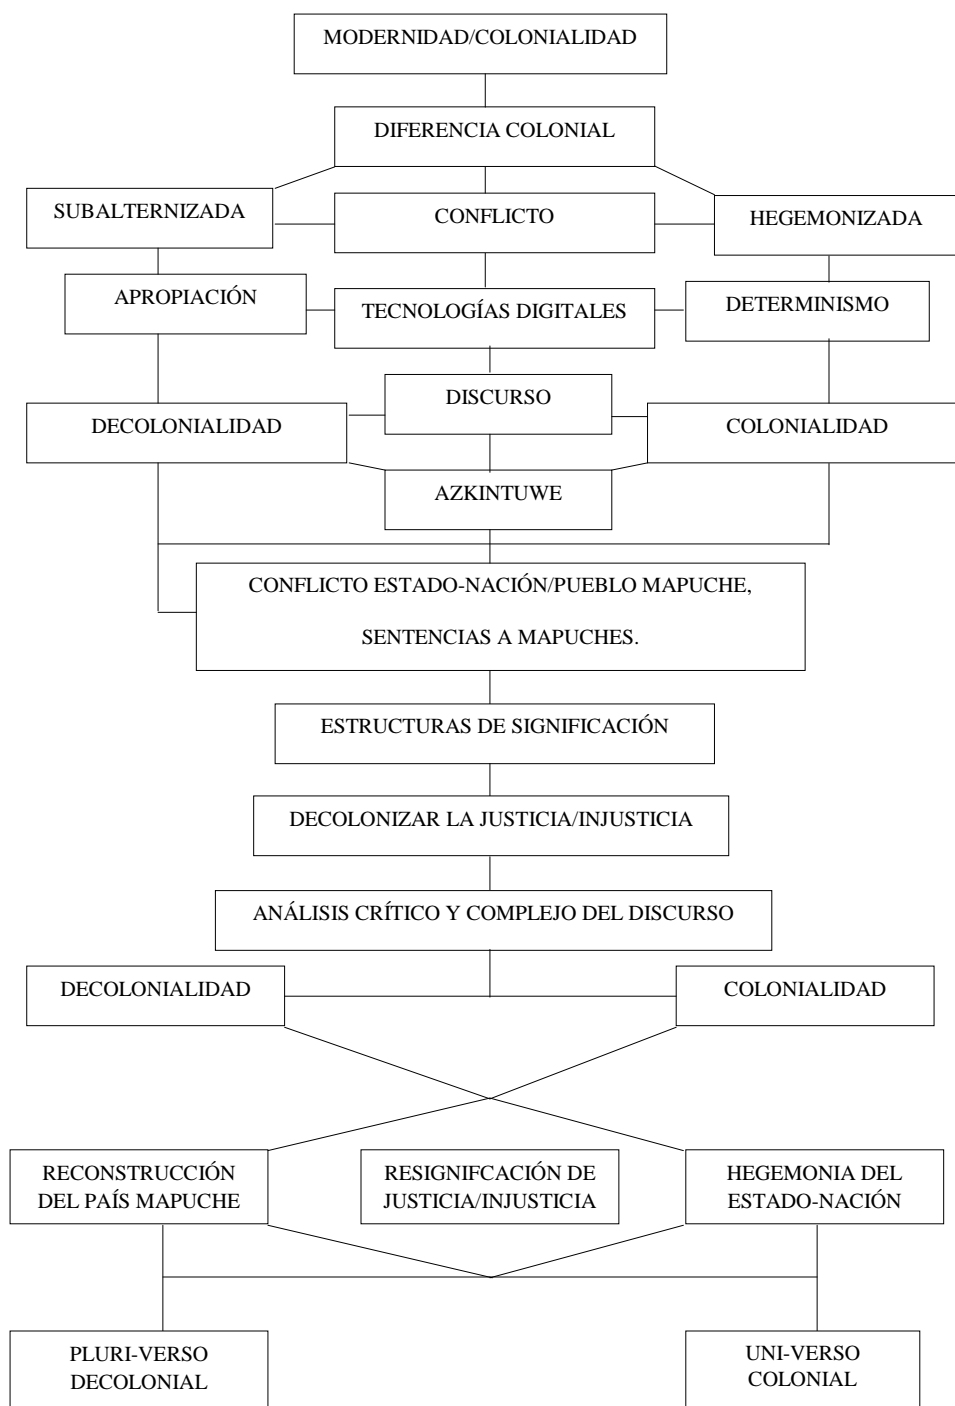 MODERNIDAD/COLONIALIDAD
DIFERENCIA COLONIAL
SUBALTERNIZADA
CONFLICTO
HEGEMONIZADA
APROPIACIÓN
TECNOLOGÍAS DIGITALES
DETERMINISMO
DISCURSO
DECOLONIALIDAD
COLONIALIDAD
AZKINTUWE
CONFLICTO ESTADO-NACIÓN/PUEBLO MAPUCHE,
SENTENCIAS A MAPUCHES.
ESTRUCTURAS DE SIGNIFICACIÓN
DECOLONIZAR LA JUSTICIA/INJUSTICIA
ANÁLISIS CRÍTICO Y COMPLEJO DEL DISCURSO
DECOLONIALIDAD
COLONIALIDAD
RECONSTRUCCIÓN
DEL PAÍS MAPUCHE
RESIGNIFCACIÓN DE
JUSTICIA/INJUSTICIA
HEGEMONIA DEL
ESTADO-NACIÓN
PLURI-VERSO
DECOLONIAL
UNI-VERSO
COLONIAL